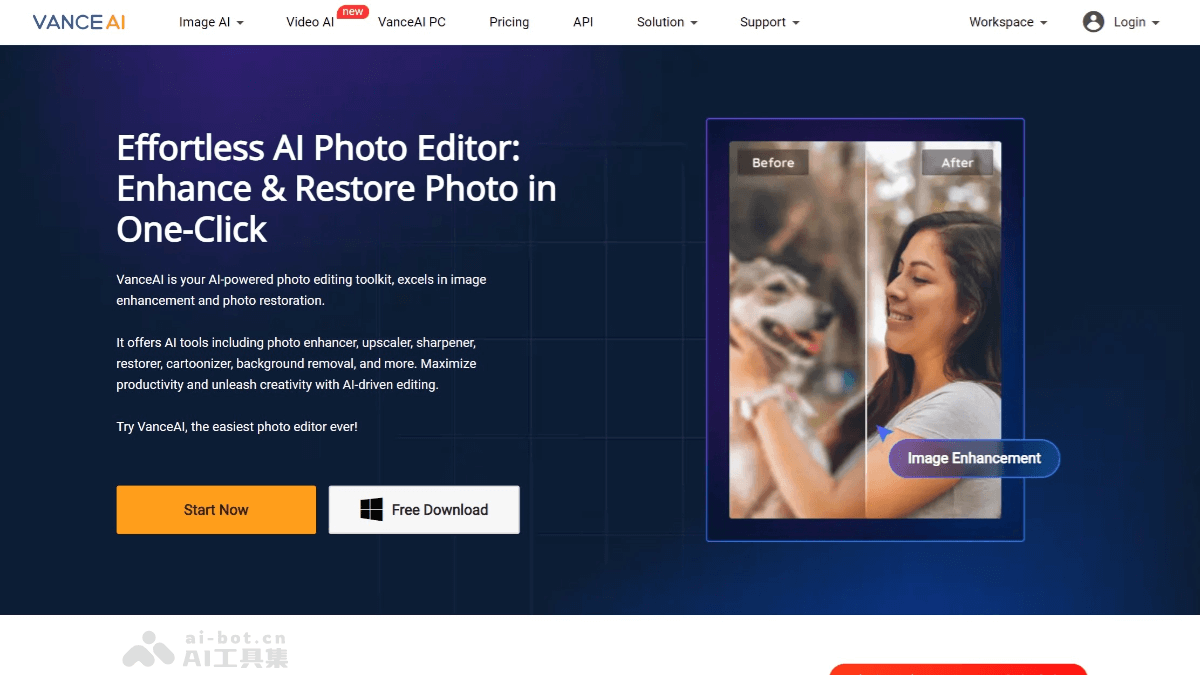 VANCEAI
Image AI
Video AI
new
VanceAI PC
Pricing
API
Solution
Support
Workspace
Login
Effortless AI Photo Editor:
Enhance & Restore Photo in
One-Click
VanceAI is your AI-powered photo editing toolkit, excels in image
enhancement and photo restoration.
It offers AI tools including photo enhancer, upscaler, sharpener,
restorer, cartoonizer, background removal, and more. Maximize
productivity and unleash creativity with AI-driven editing.
Try VanceAI, the easiest photo editor ever!
Start Now
Free Download
Before
After
Image Enhancement
ai-bot.cn
AI工具集